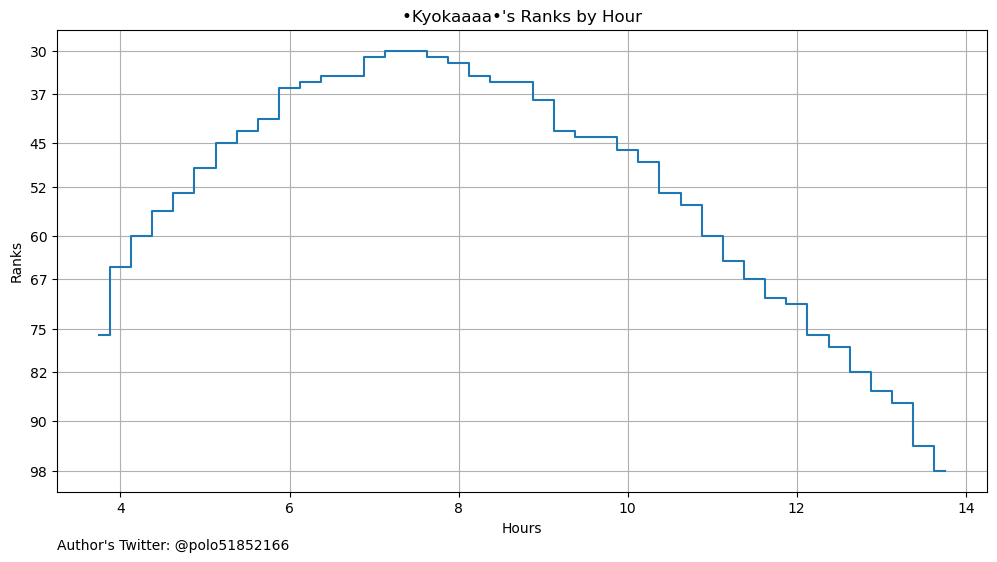 •Kyokaaaa•'s Ranks by Hour
Ranks
30
37
45
52
60
67
75
82
90
98
4 6 8 10 12 14
Hours
Author's Twitter: @polo51852166